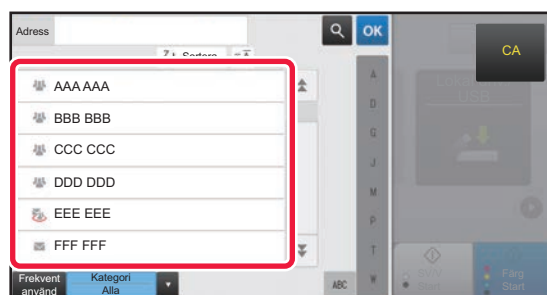 Adress
OK
CA
Sortera
AAA AAA
BBB BBB
CCC CCC
DDD DDD
EEE EEE
FFF FFF
A
D
G
J
M
P
T
W
ABC
USB
Frekvent
använd
Kategori
Alla
Färg
Start